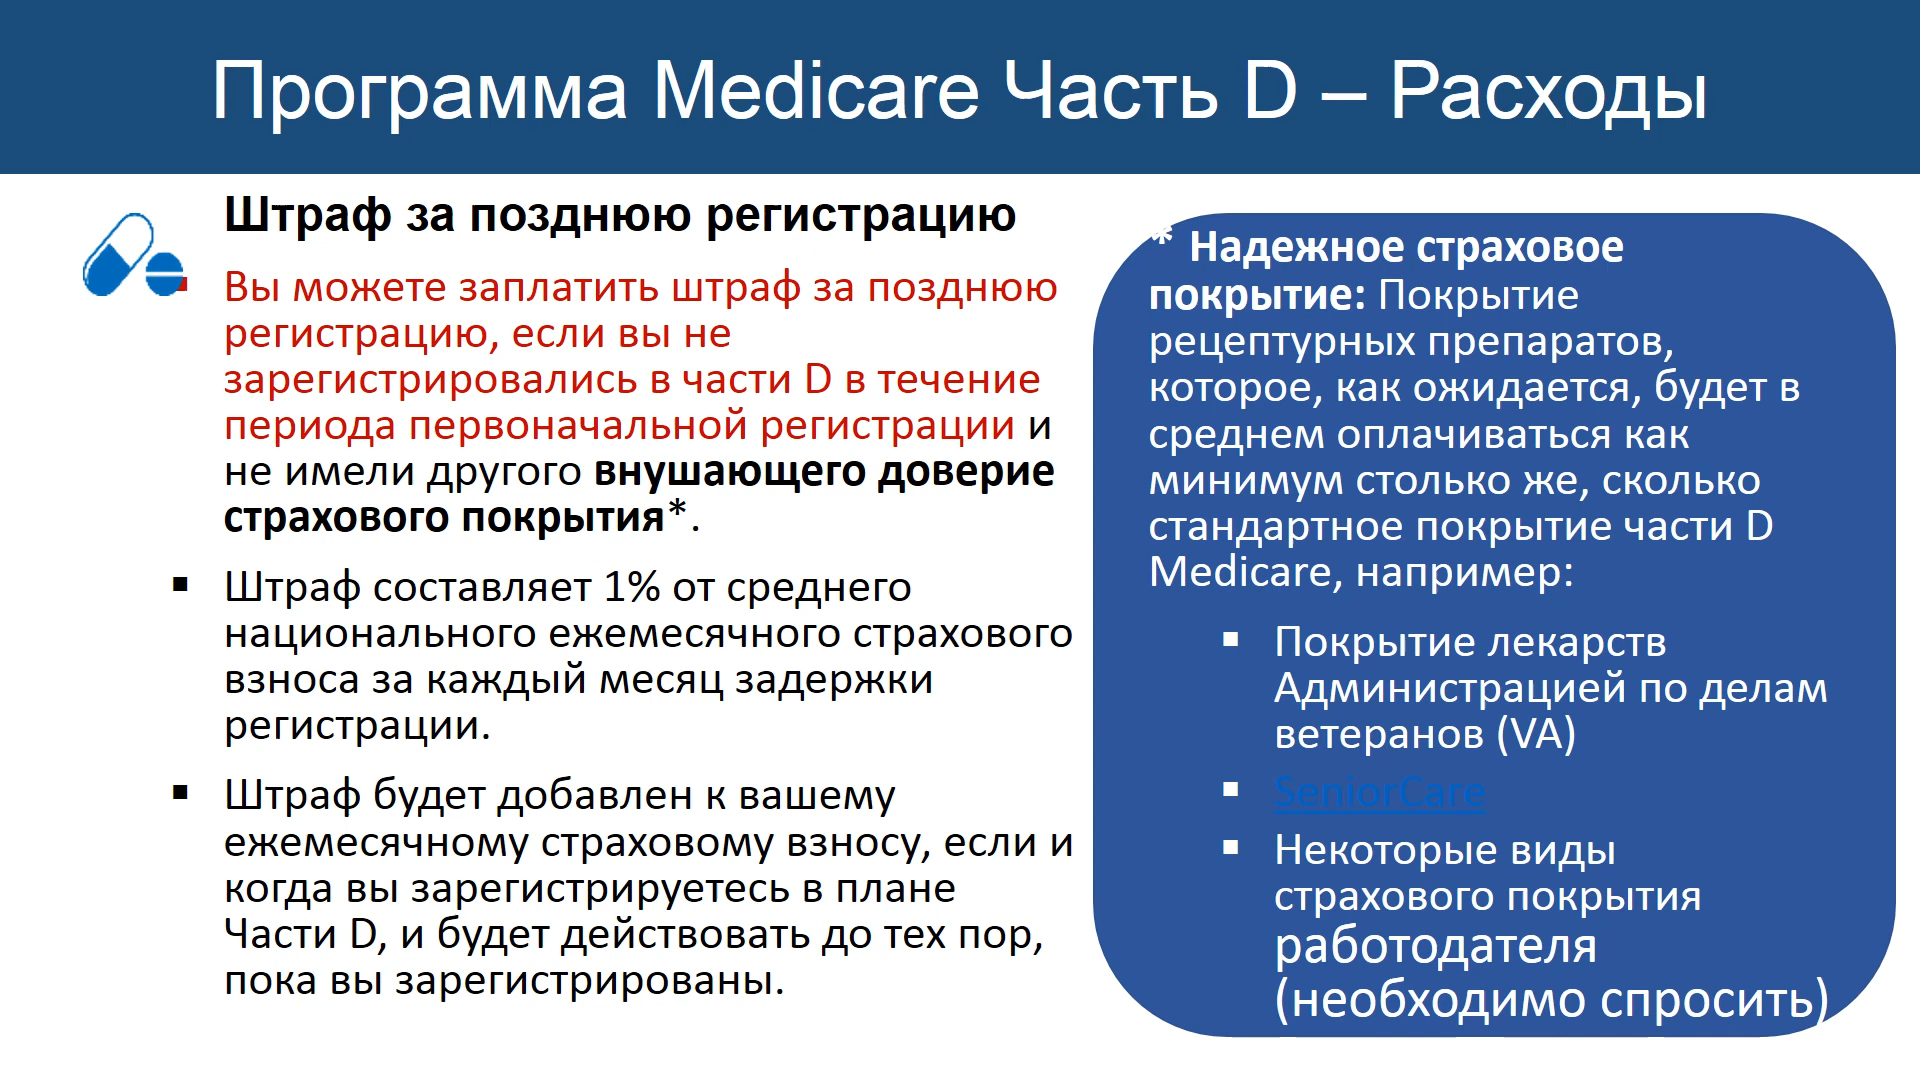 Программа Medicare Часть D – Расходы
Штраф за позднюю регистрацию
▪ Вы можете заплатить штраф за позднюю
регистрацию, если вы не
зарегистрировались в части D в течение
периода первоначальной регистрации и
не имели другого внушающего доверие
страхового покрытия*.
▪ Штраф составляет 1% от среднего
национального ежемесячного страхового
взноса за каждый месяц задержки
регистрации.
▪ Штраф будет добавлен к вашему
ежемесячному страховому взносу, если и
когда вы зарегистрируетесь в плане
Части D, и будет действовать до тех пор,
пока вы зарегистрированы.
* Надежное страховое
покрытие: Покрытие
рецептурных препаратов,
которое, как ожидается, будет в
среднем оплачиваться как
минимум столько же, сколько
стандартное покрытие части D
Medicare, например:
▪ Покрытие лекарств
Администрацией по делам
ветеранов (VA)
▪ SeniorCare
▪ Некоторые виды
страхового покрытия
работодателя
(необходимо спросить)